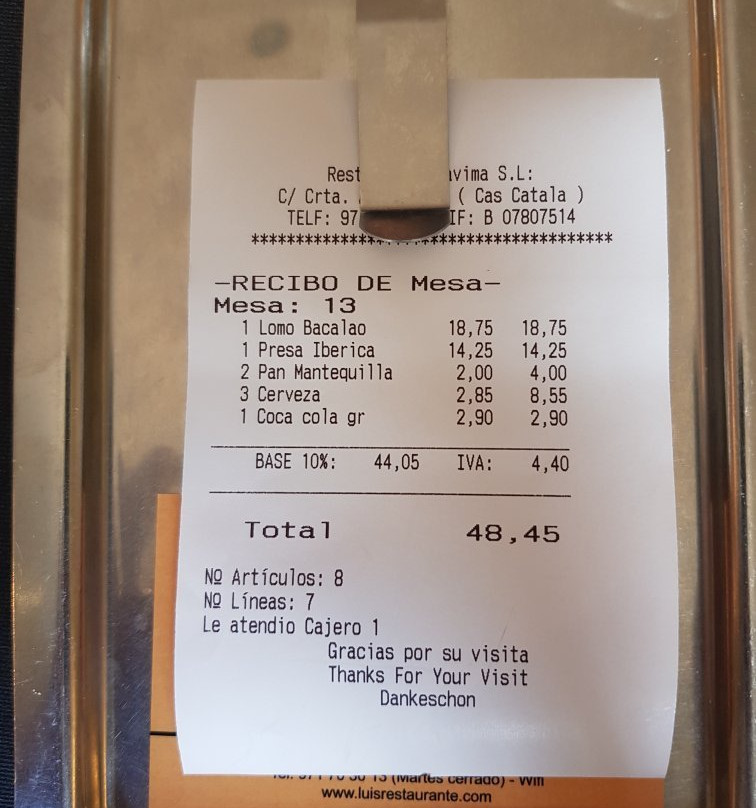 Rest vima S.L:
C/ Crta. ( Cas Catala )
TELF: 97 IF: B 07807514
****************************************
-RECIBO DE Mesa-
Mesa: 13
1 Lomo Bacalao 18,75 18,75
1 Presa Iberica 14,25 14,25
2 Pan Mantequilla 2,00 4,00
3 Cerveza 2,85 8,55
1 Coca cola gr 2,90 2,90
BASE 10%: 44,05 IVA: 4,40
Total 48,45
Nº Artículos: 8
Nº Líneas: 7
Le atendio Cajero 1
Gracias por su visita
Thanks For Your Visit
Dankeschon
(Martes cerrado) - Wifi
www.luisrestaurante.com